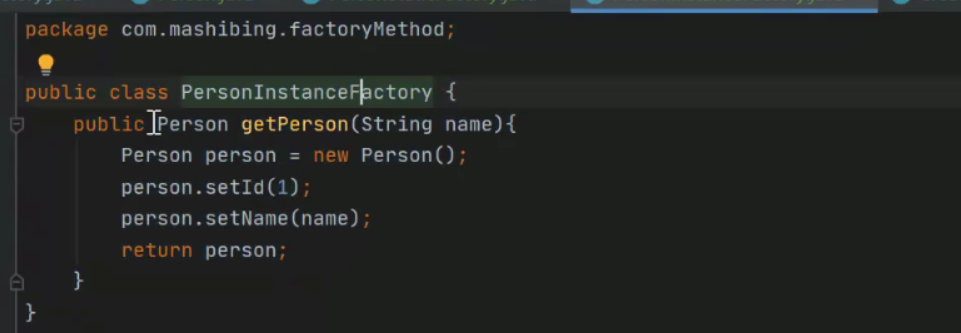 package com.mashibing.factoryMethod;
public class PersonInstanceFactory {
public Person getPerson(String name){
Person person = new Person();
person.setId(1);
person.setName(name);
return person;
}
}